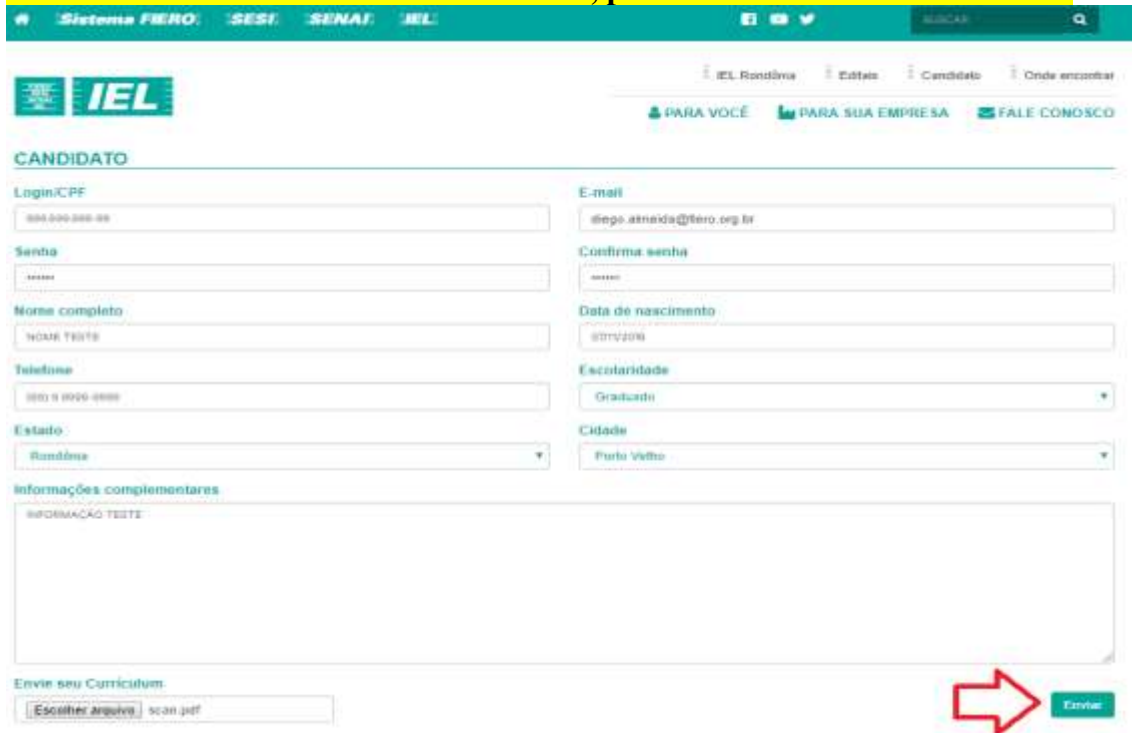 Sistema FIERO SESI SENAI IEL BUSCAR
IEL Rondônia Editais Candidato Onde encontrar
IEL
PARA VOCÊ PARA SUA EMPRESA FALE CONOSCO
CANDIDATO
Login/CPF E-mail
diego.almeida@fiero.org.br
Senha Confirma senha
•••••• ••••••
Nome completo Data de nascimento
NOME TESTE
Telefone Escolaridade
Graduado
Estado Cidade
Rondônia Porto Velho
Informações complementares
INFORMAÇÃO TESTE
Envie seu Curriculum
Escolher arquivo scan.pdf Enviar